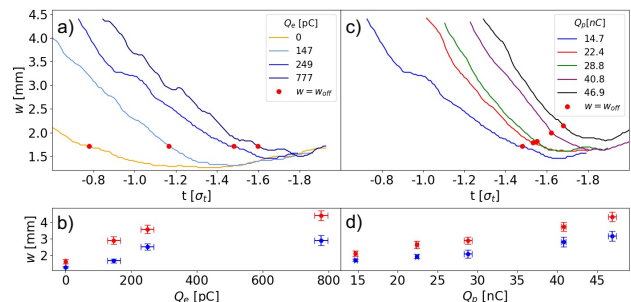 a)
Q_e [pC]
0
147
249
777
w = w_off
w [mm]
4.5
4.0
3.5
3.0
2.5
2.0
1.5
-0.8 -1.0 -1.2 -1.4 -1.6 -1.8
t [σ_t]
c)
Q_p[nC]
14.7
22.4
28.8
40.8
46.9
w = w_off
-0.8 -1.0 -1.2 -1.4 -1.6 -1.8
t [σ_t]
b)
w [mm]
4
3
2
0 200 400 600 800
Q_e [pC]
d)
15 20 25 30 35 40 45
Q_p [nC]